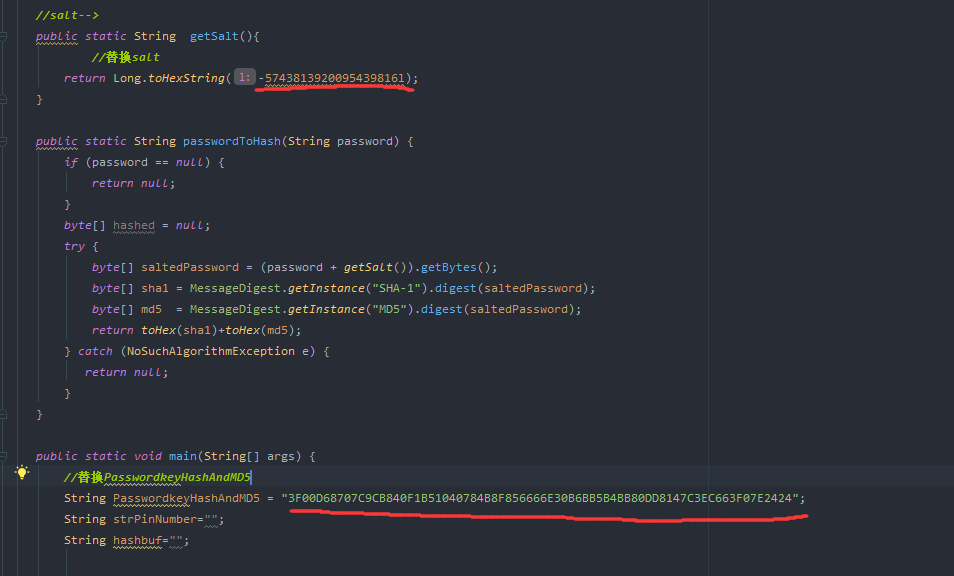 //salt-->
public static String  getSalt(){
//替换salt
return Long.toHexString( l: -5743813920095439816l);
}
public static String passwordToHash(String password) {
if (password == null) {
return null;
}
byte[] hashed = null;
try {
byte[] saltedPassword = (password + getSalt()).getBytes();
byte[] sha1 = MessageDigest.getInstance("SHA-1").digest(saltedPassword);
byte[] md5  = MessageDigest.getInstance("MD5").digest(saltedPassword);
return toHex(sha1)+toHex(md5);
} catch (NoSuchAlgorithmException e) {
return null;
}
}
public static void main(String[] args) {
//替换PasswordkeyHashAndMD5
String PasswordkeyHashAndMD5 = "3F00D68707C9CB840F1B51040784B8F856666E30B6BB5B4BB80DD8147C3EC663F07E2424";
String strPinNumber="";
String hashbuf="";